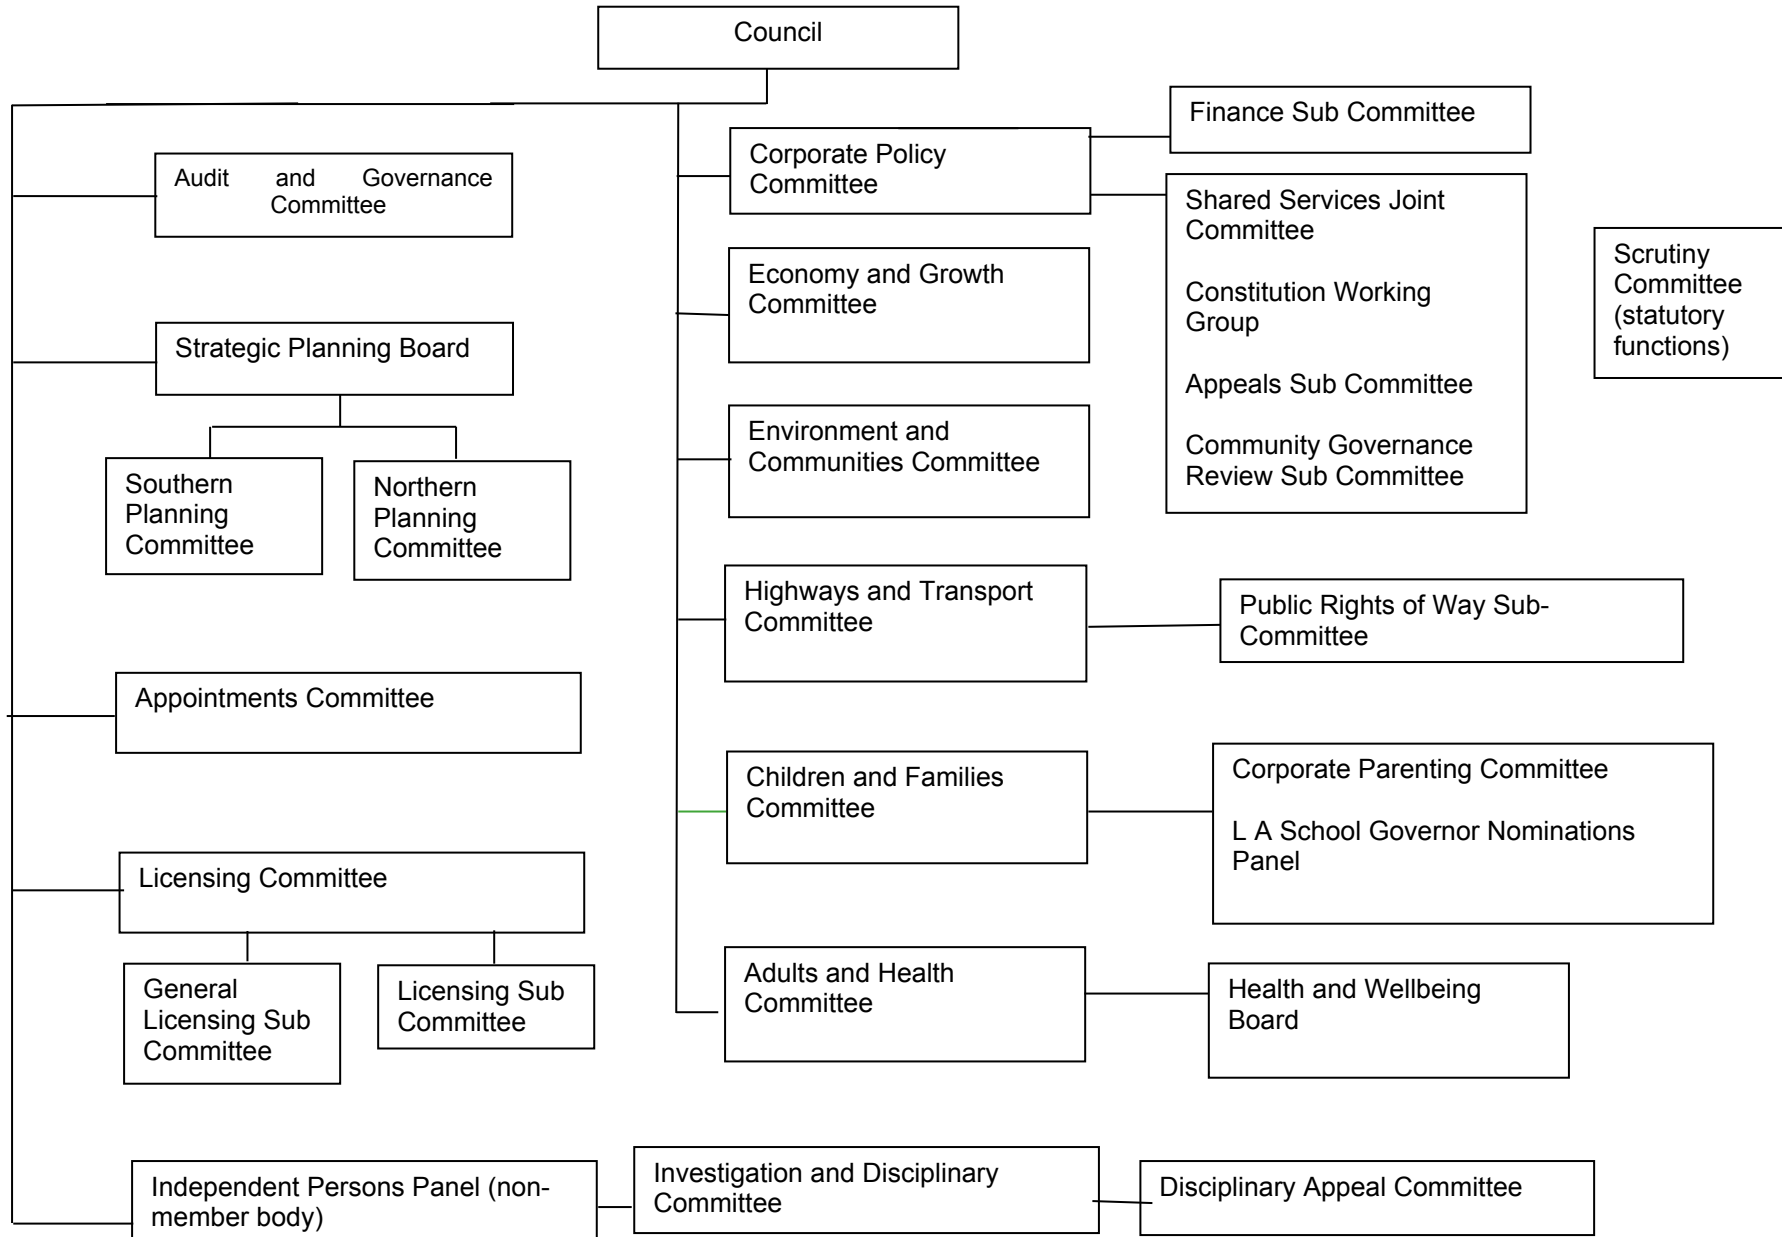 Council
Audit and Governance
Committee
Strategic Planning Board
Southern
Planning
Committee
Northern
Planning
Committee
Appointments Committee
Licensing Committee
General
Licensing Sub
Committee
Licensing Sub
Committee
Corporate Policy
Committee
Finance Sub Committee
Shared Services Joint
Committee
Constitution Working
Group
Appeals Sub Committee
Community Governance
Review Sub Committee
Scrutiny
Committee
(statutory
functions)
Economy and Growth
Committee
Environment and
Communities Committee
Highways and Transport
Committee
Public Rights of Way Sub-
Committee
Children and Families
Committee
Corporate Parenting Committee
L A School Governor Nominations
Panel
Adults and Health
Committee
Health and Wellbeing
Board
Independent Persons Panel (non-
member body)
Investigation and Disciplinary
Committee
Disciplinary Appeal Committee